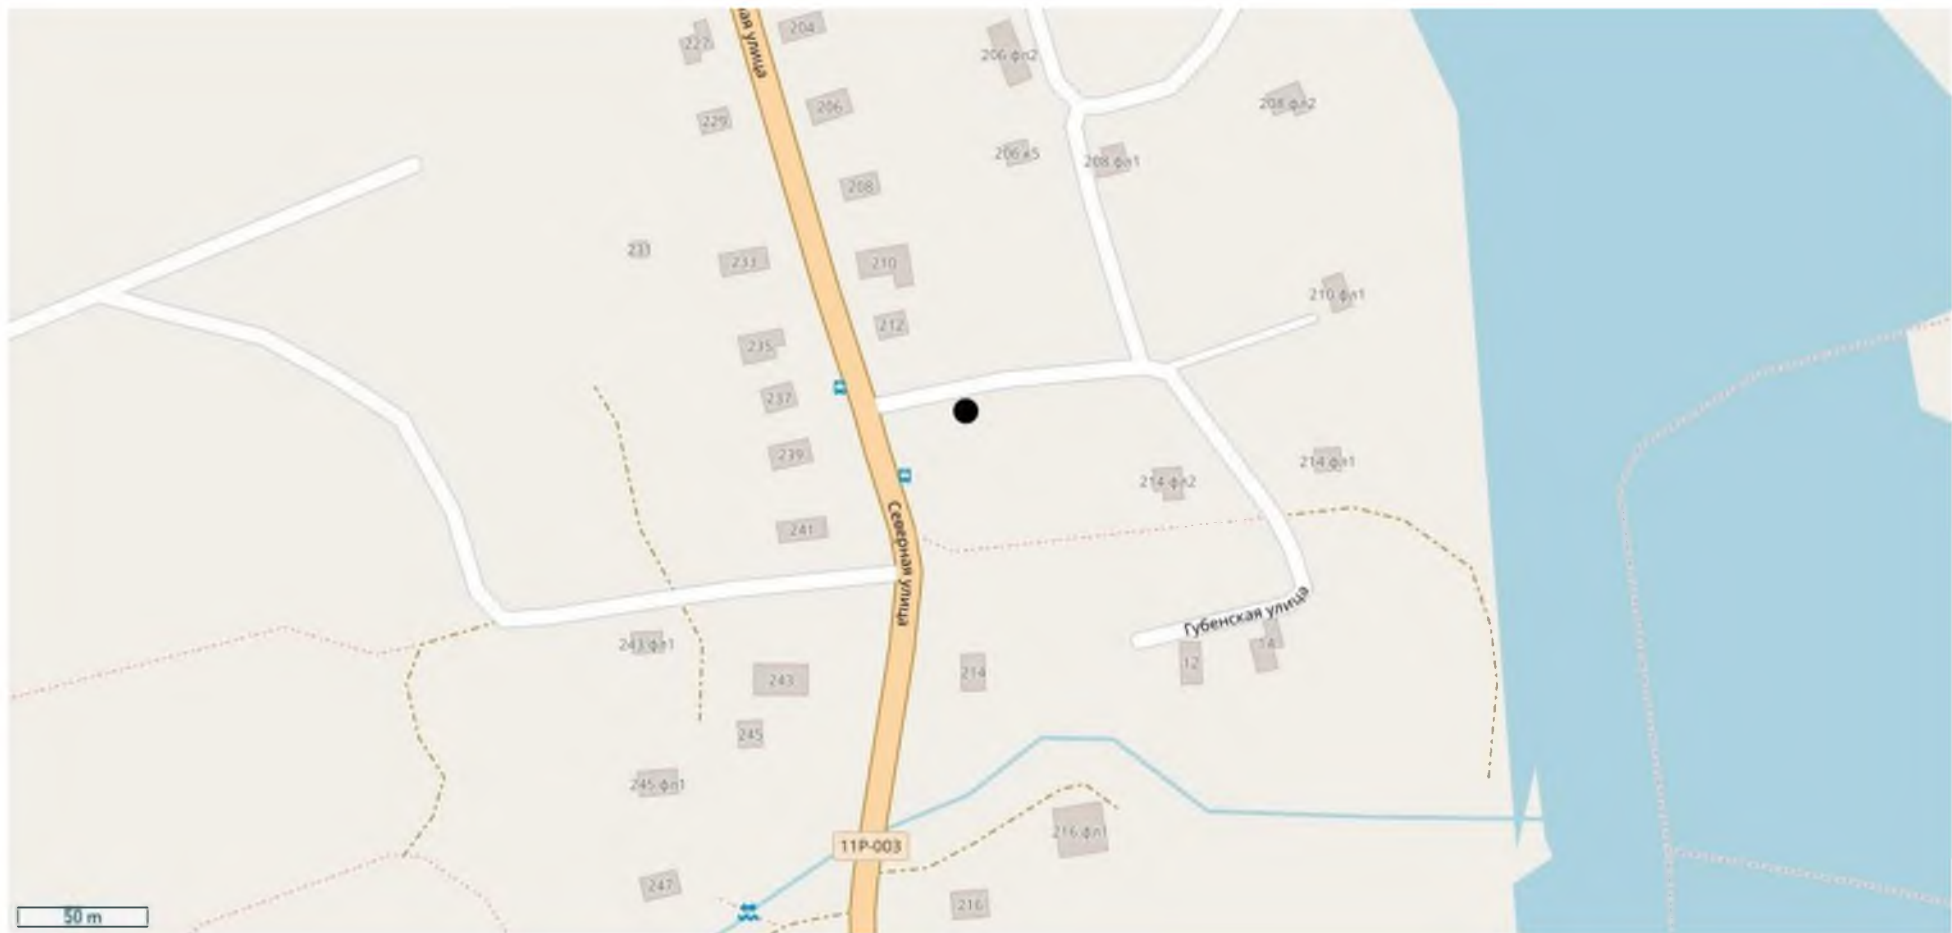 ная улица
204
227
206 фл2
206
208 фл2
229
206 к5
208 фл1
208
231
233
210
210 фл1
212
235
237
239
214 фл1
214 фл2
241
Северная улица
Губенская улица
243 фл1
14
12
214
243
245
245 фл1
216 фл1
11Р-003
247
216
50 m